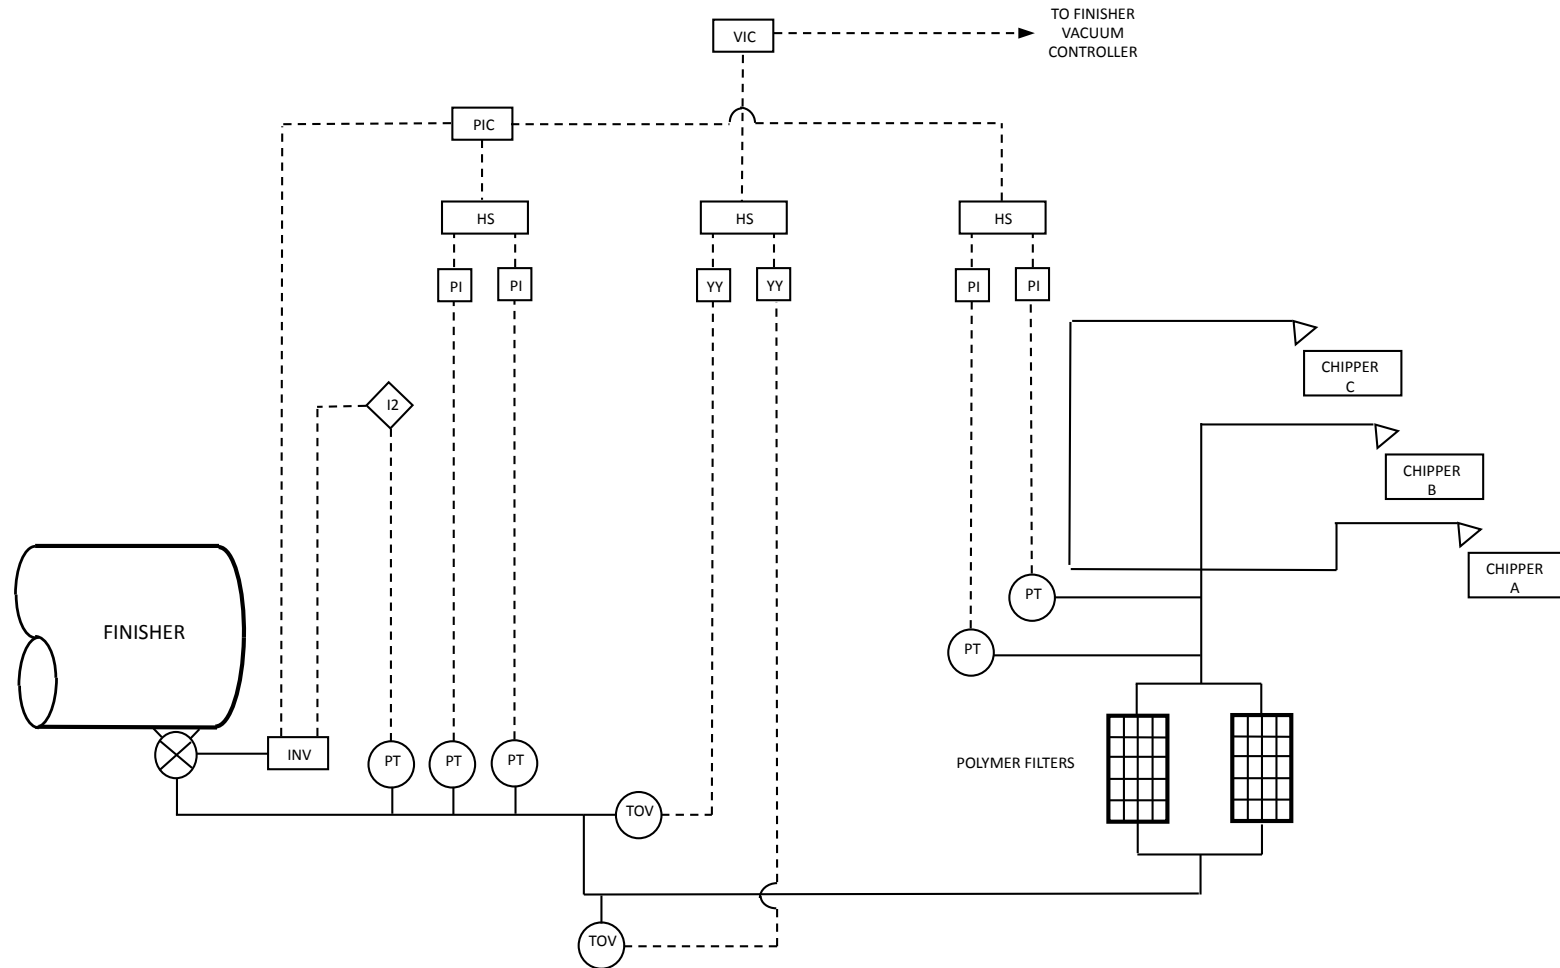 TO FINISHER
VACUUM
CONTROLLER
VIC
PIC
HS
HS
HS
PI
PI
YY
YY
PI
PI
CHIPPER
C
I2
CHIPPER
B
CHIPPER
A
PT
FINISHER
PT
INV
PT
PT
PT
POLYMER FILTERS
TOV
TOV